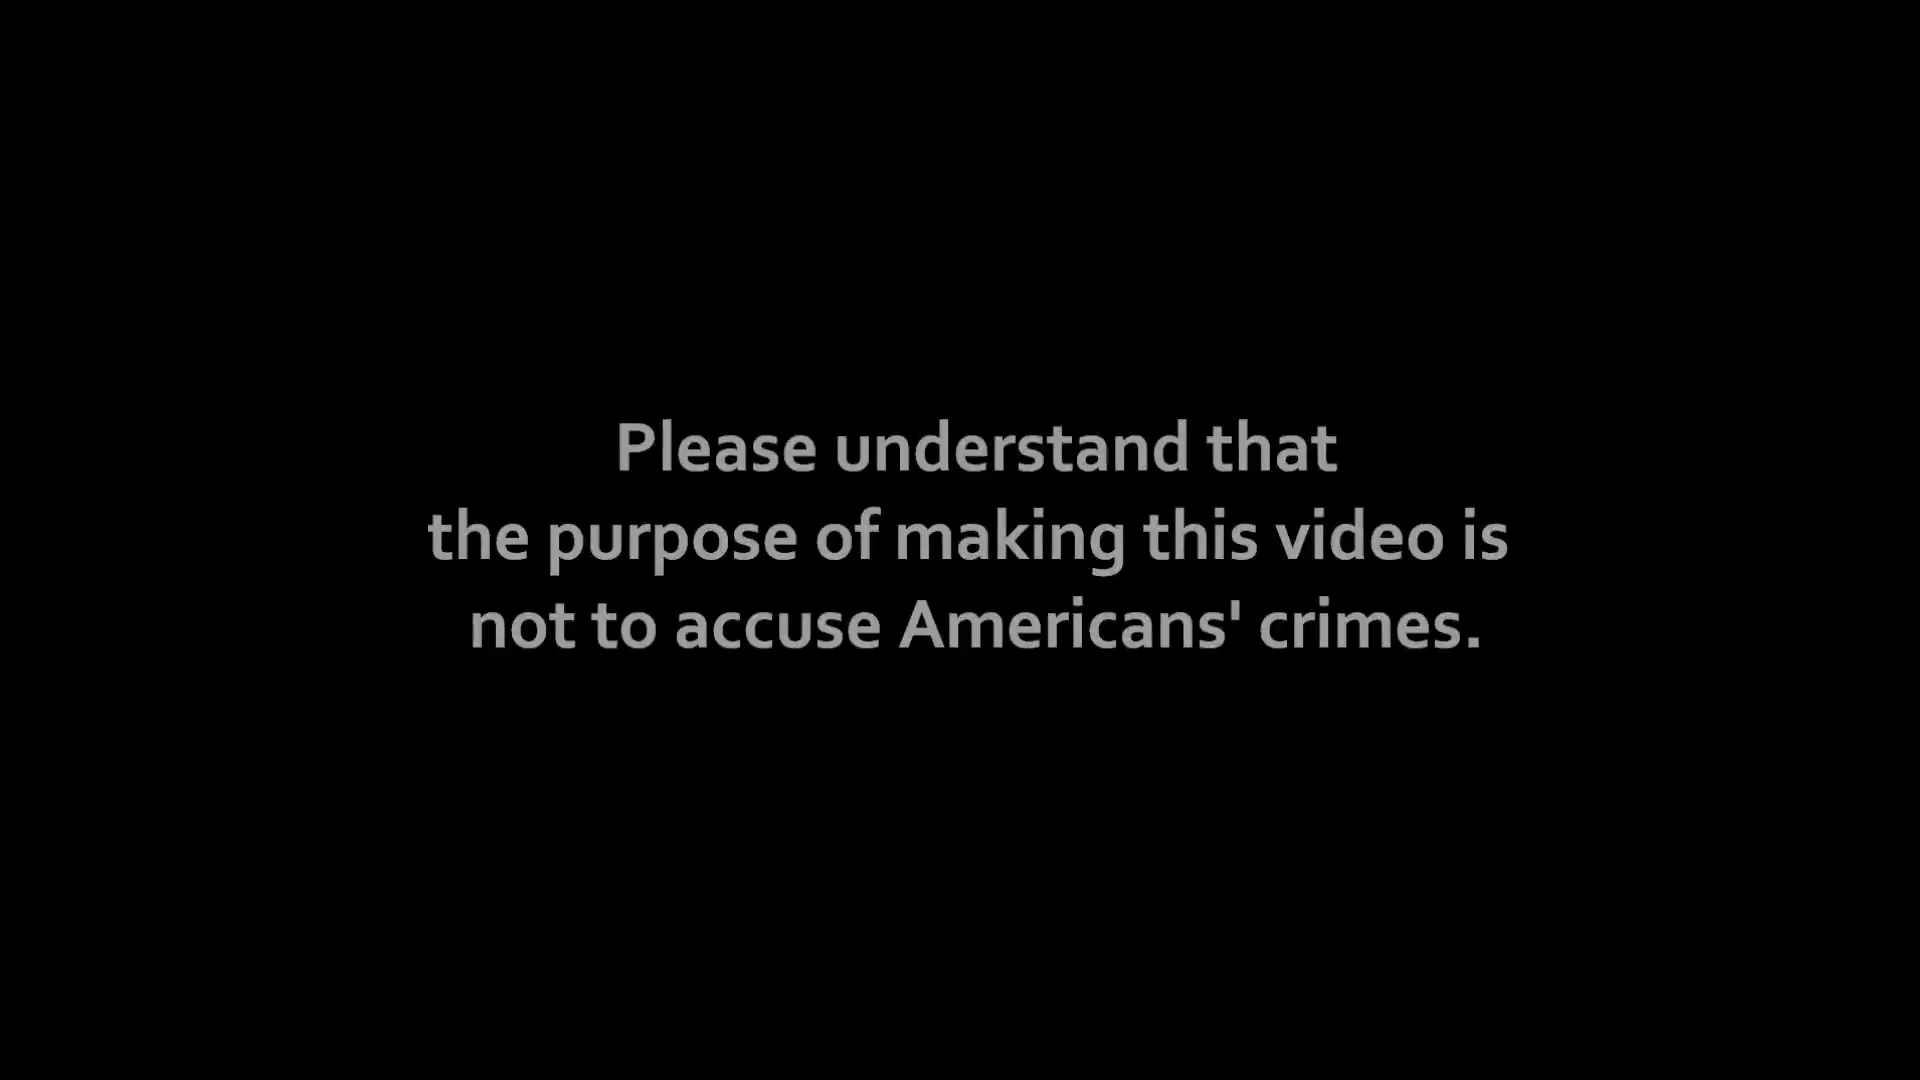 Please understand that
the purpose of making this video is
not to accuse Americans' crimes.